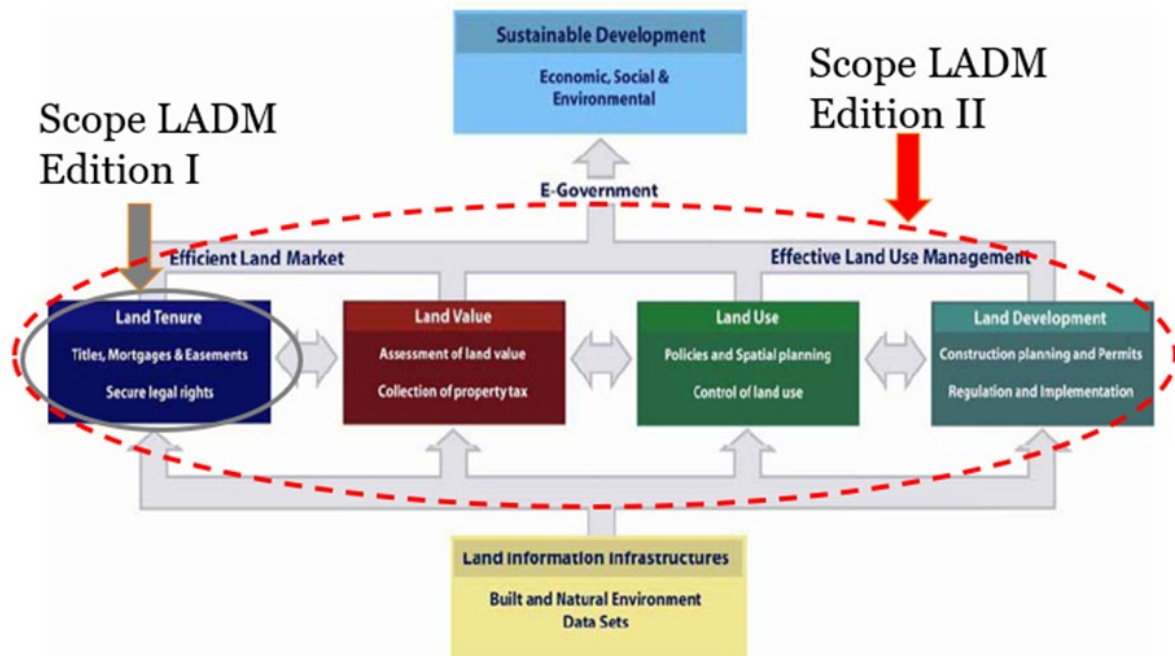 Sustainable Development
Economic, Social &
Environmental
Scope LADM
Edition II
Scope LADM
Edition I
E-Government
Efficient Land Market
Effective Land Use Management
Land Tenure
Titles, Mortgages & Easements
Secure legal rights
Land Value
Assessment of land value
Collection of property tax
Land Use
Policies and Spatial planning
Control of land use
Land Development
Construction planning and Permits
Regulation and Implementation
Land Information Infrastructures
Built and Natural Environment
Data Sets